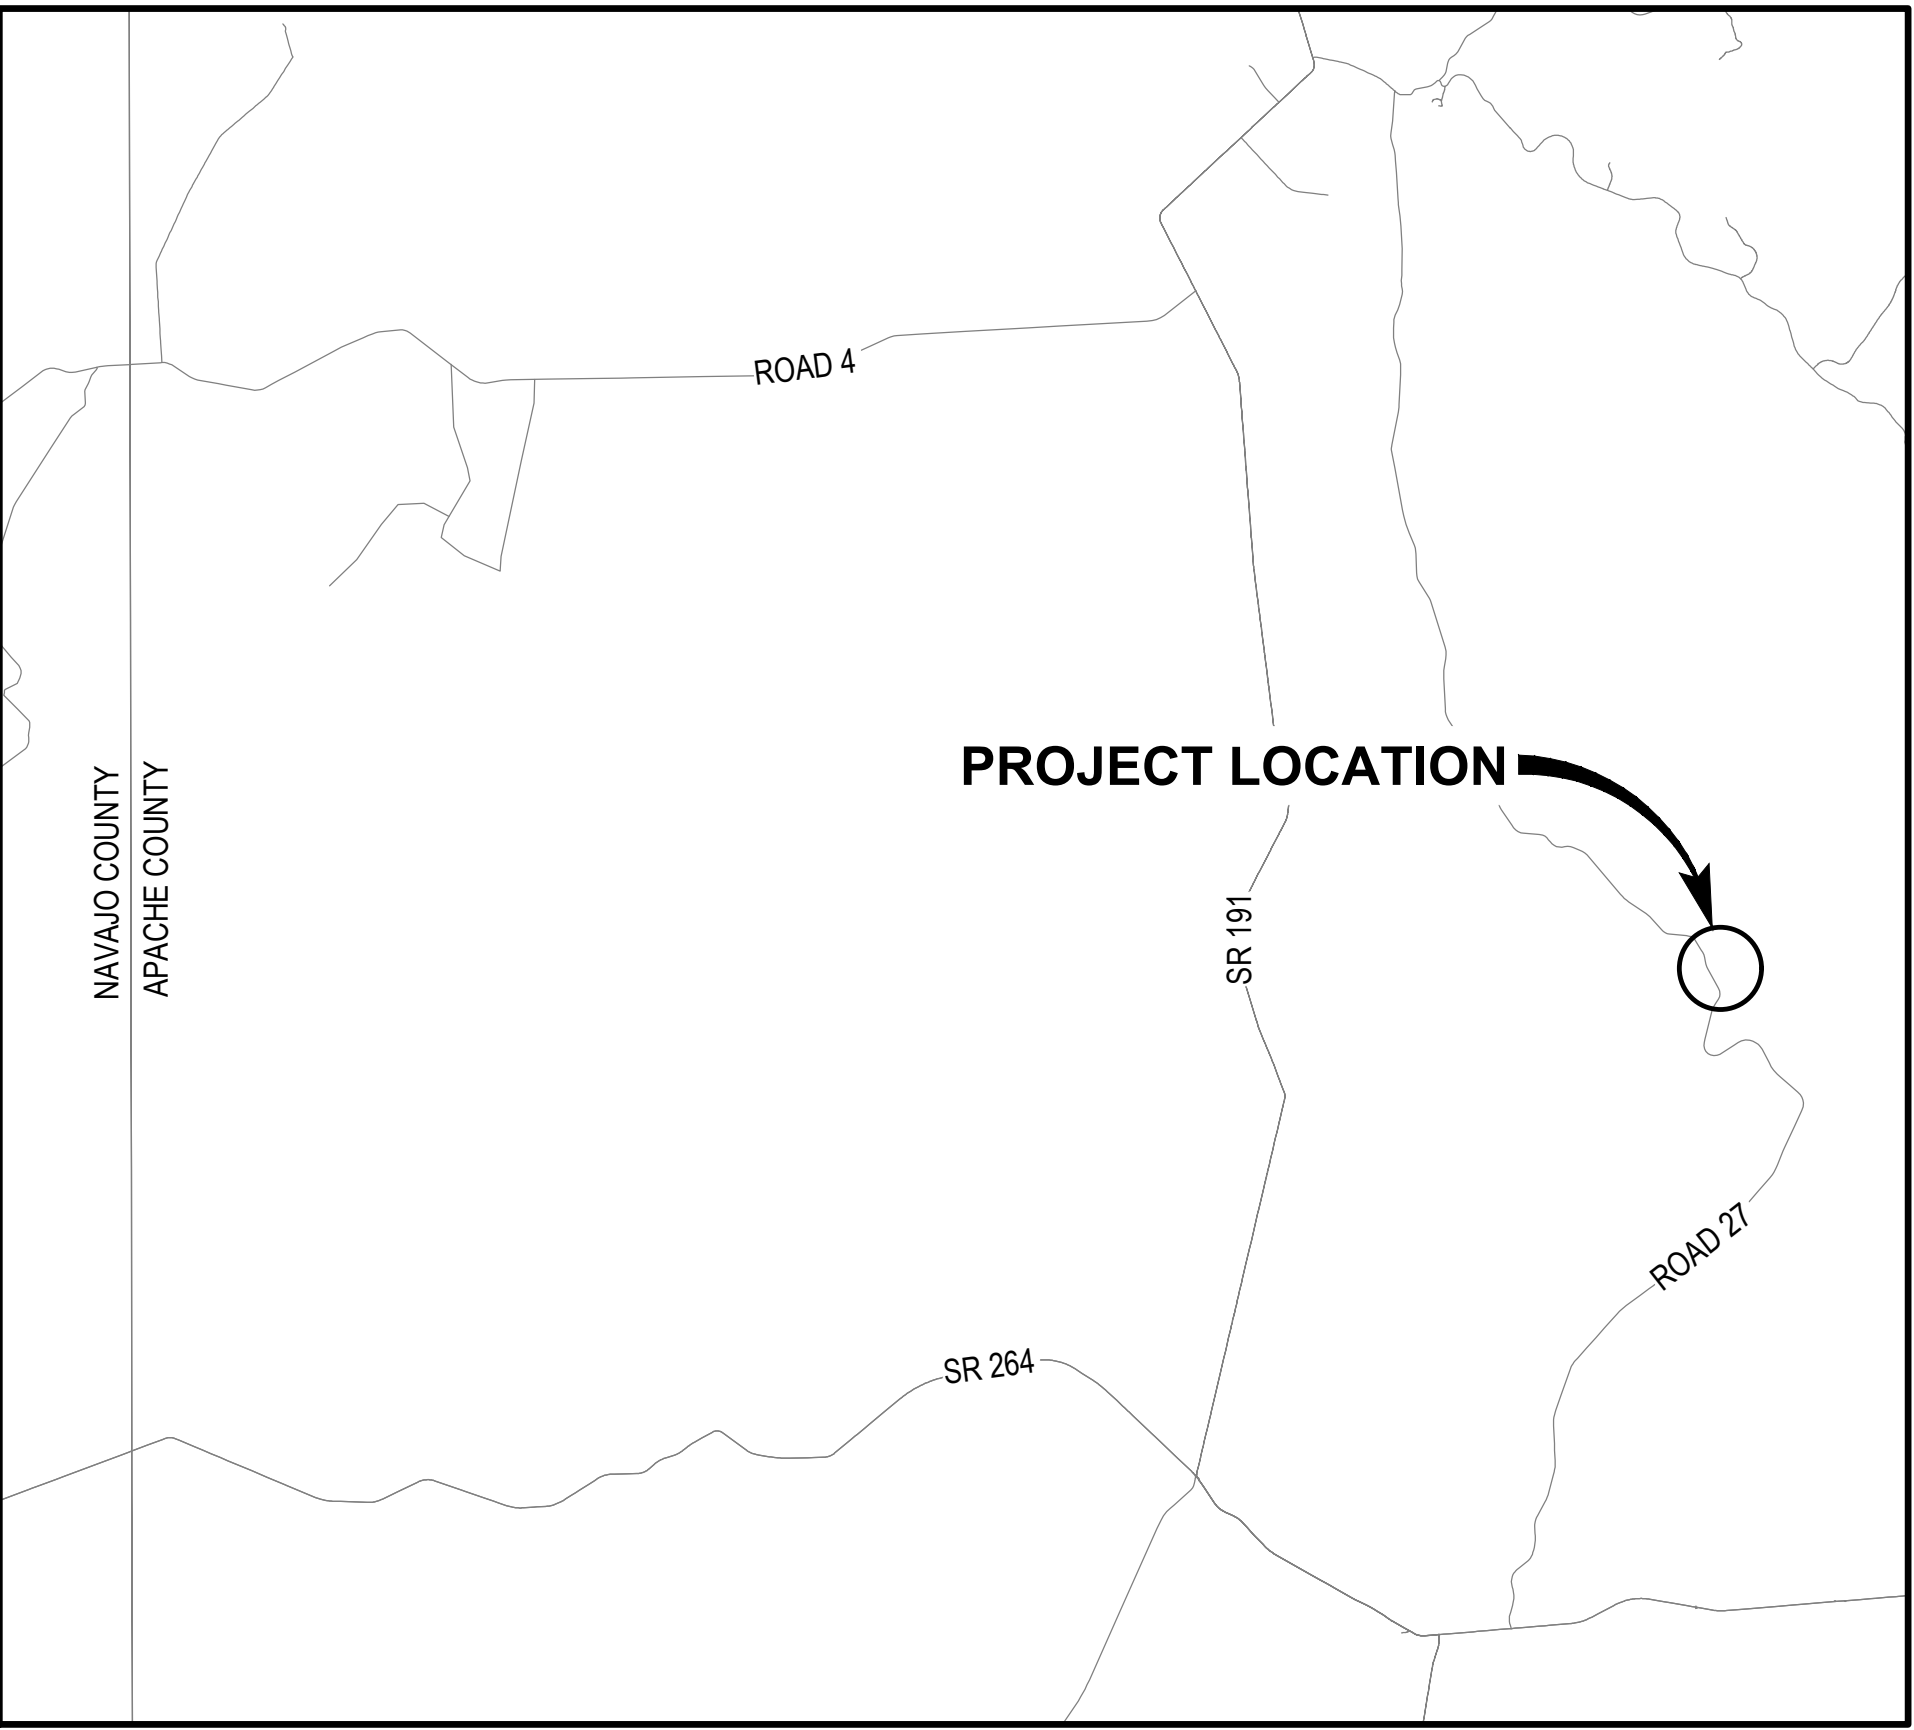 ROAD 4
PROJECT LOCATION
NAVAJO COUNTY
APACHE COUNTY
SR 191
ROAD 27
SR 264